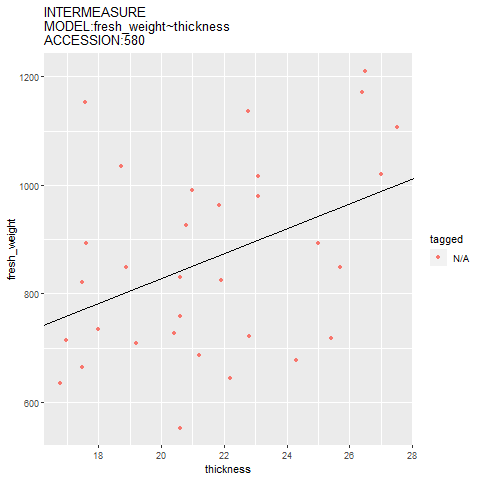 INTERMEASURE
MODEL:fresh_weight~thickness
ACCESSION:580
1200
1000
800
600
fresh_weight
18
20
22
24
26
28
thickness
tagged
N/A